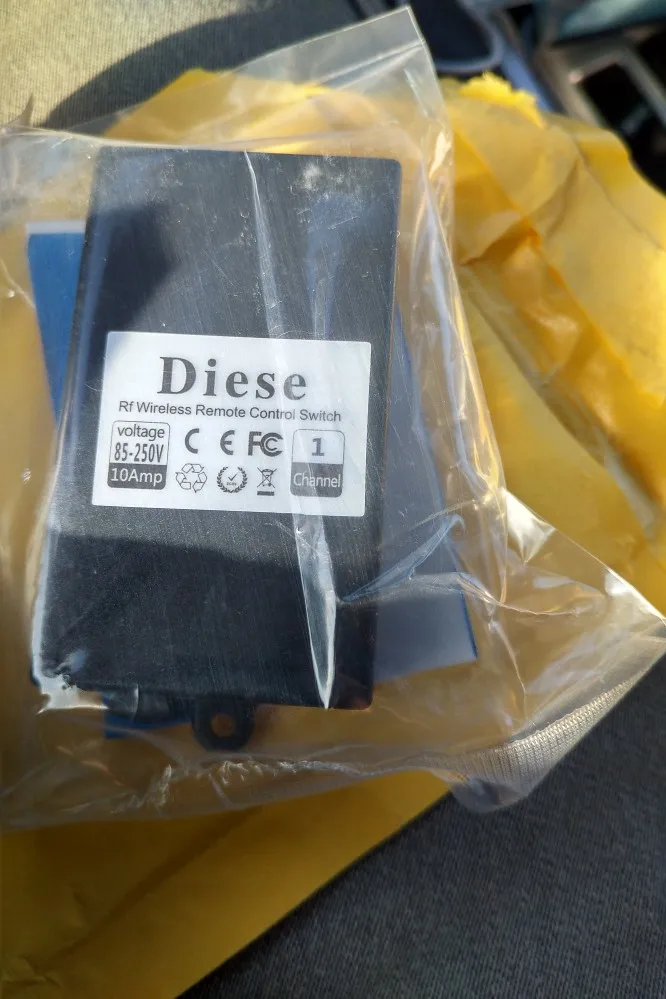 Diese
Rf Wireless Remote Control Switch
voltage
85-250V
10Amp
CE FC
1
Channel